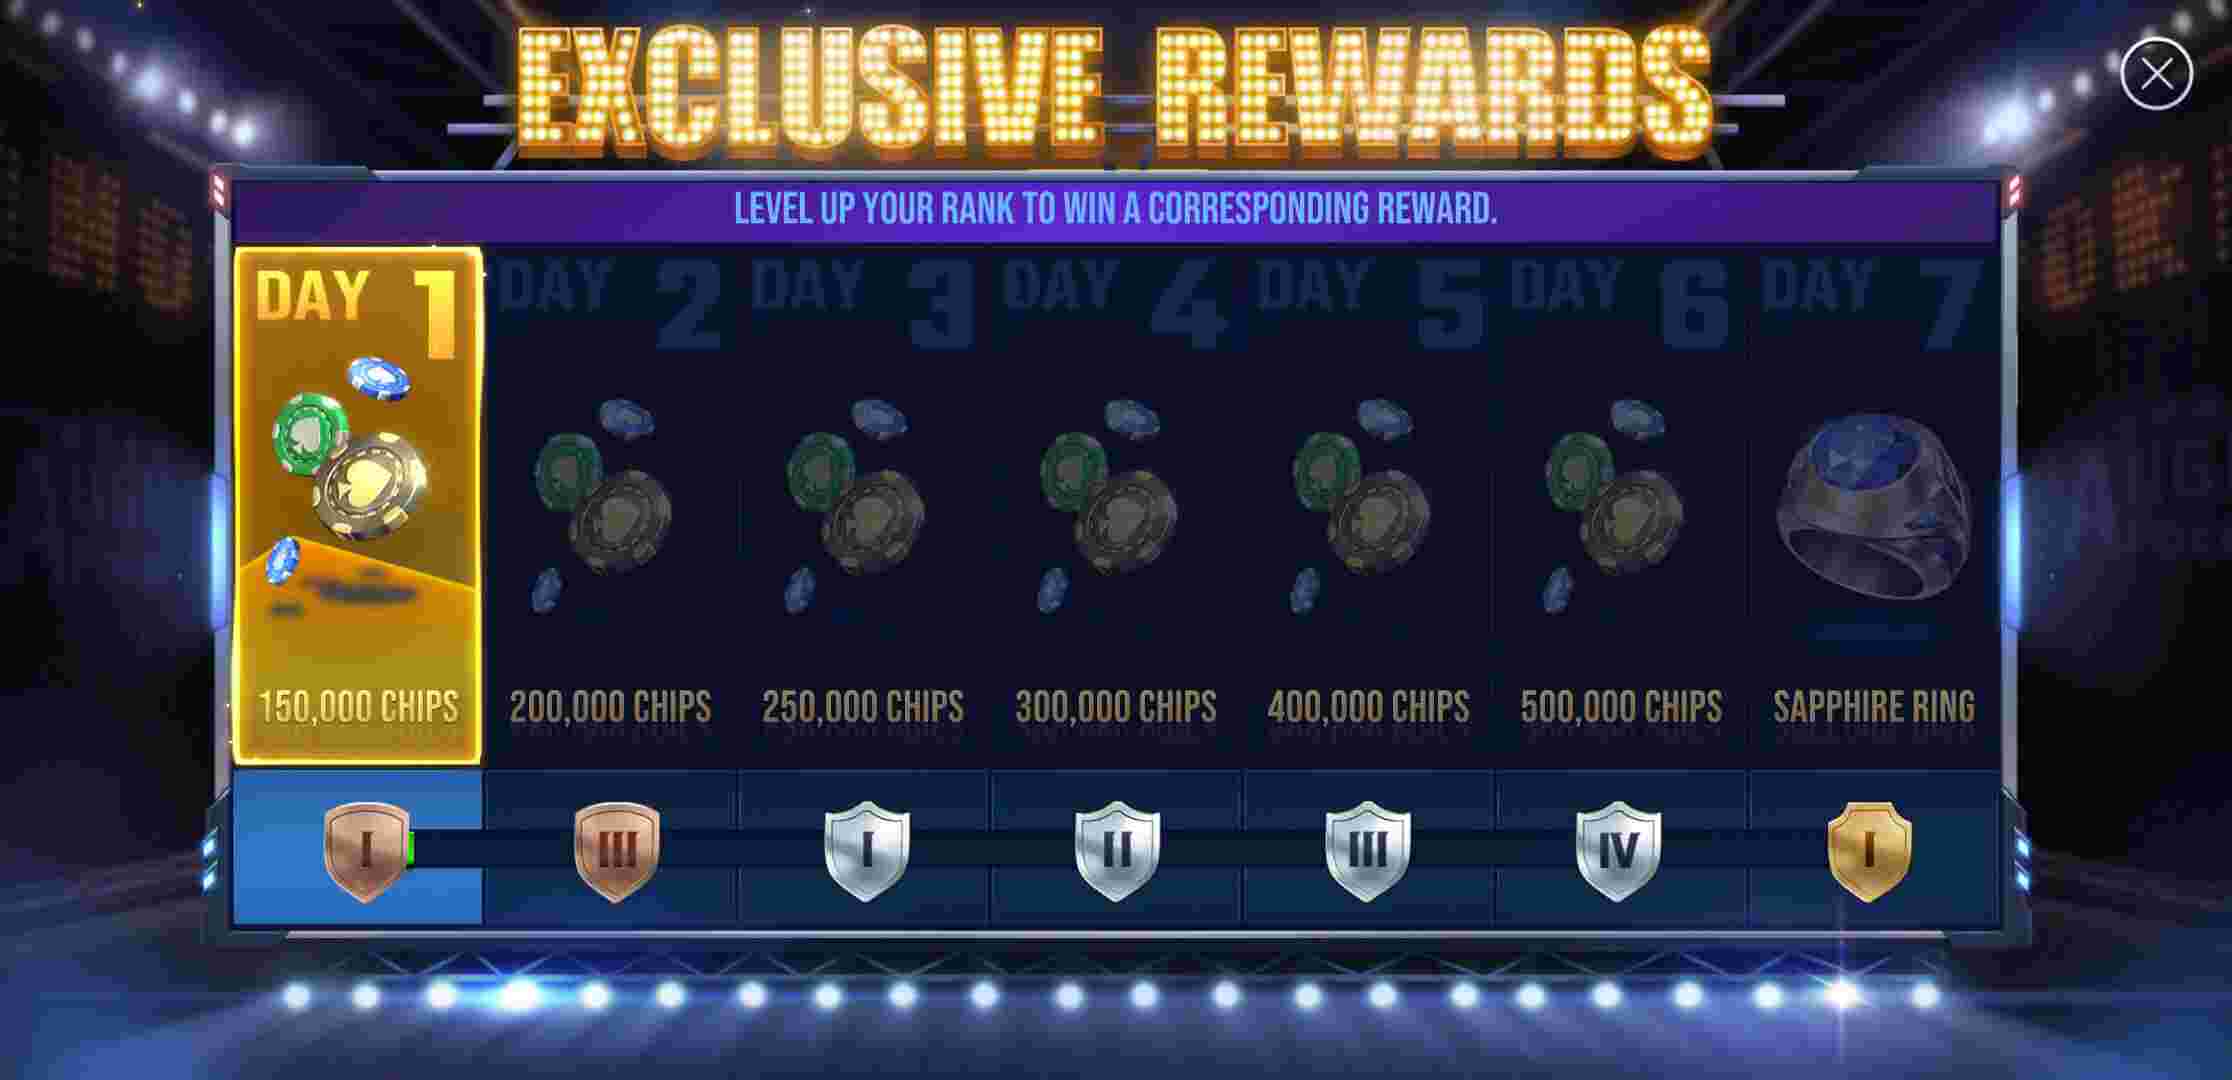 EXCLUSIVE REWARDS
LEVEL UP YOUR RANK TO WIN A CORRESPONDING REWARD.
DAY 1
DAY 2
DAY 3
DAY 4
DAY 5
DAY 6
DAY 7
150,000 CHIPS
200,000 CHIPS
250,000 CHIPS
300,000 CHIPS
400,000 CHIPS
500,000 CHIPS
SAPPHIRE RING
I
III
I
II
III
IV
I